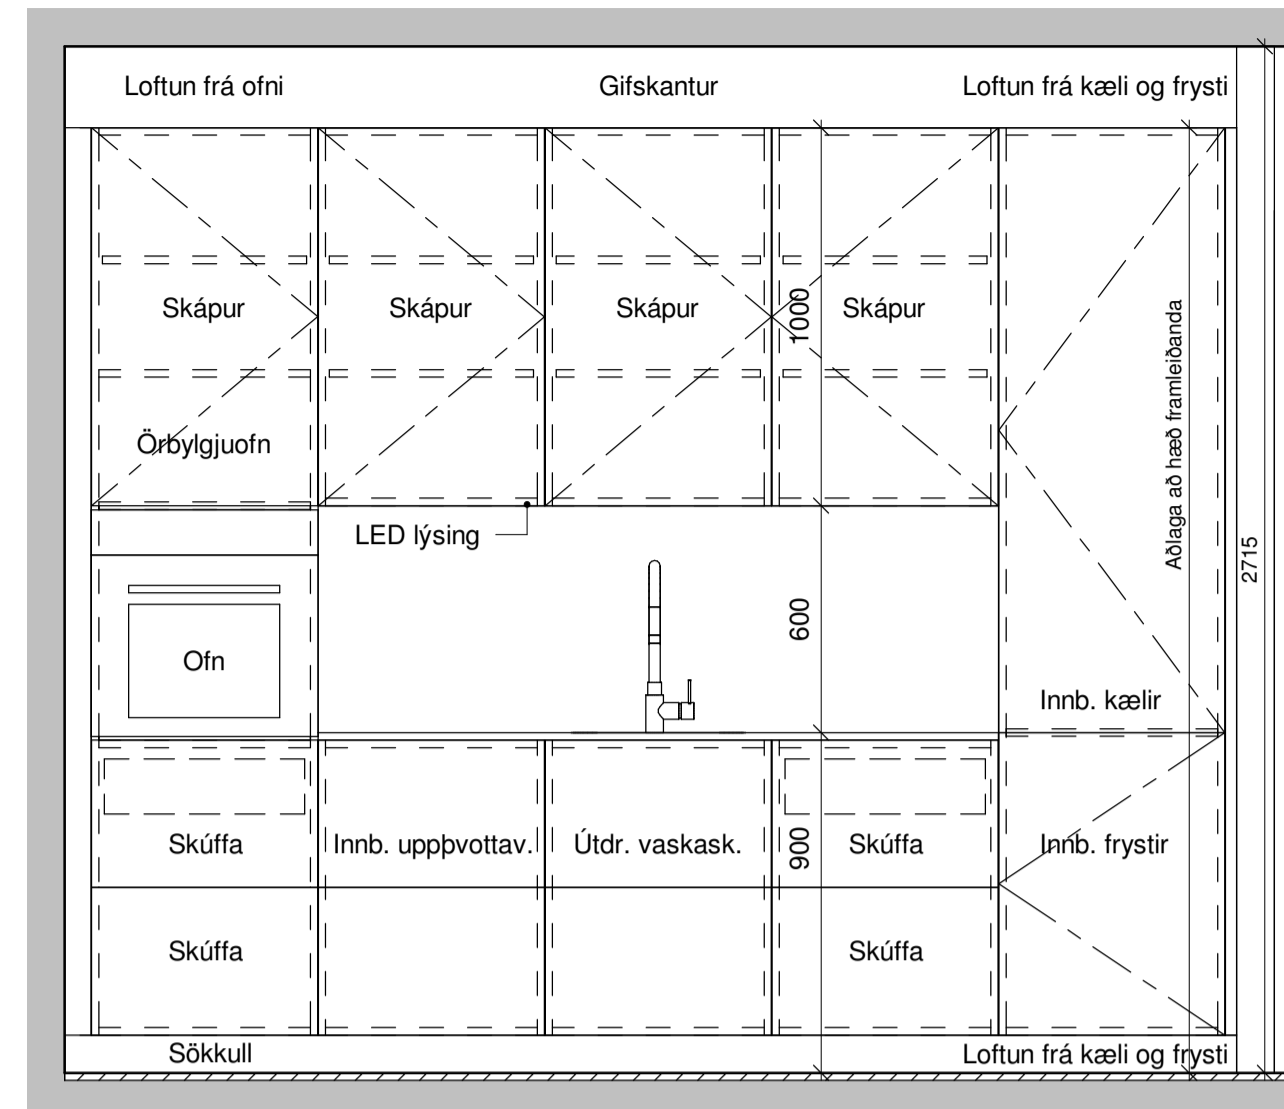 Loftun frá ofni
Gifskantur
Loftun frá kæli og frysti
Skápur
Skápur
Skápur
Skápur
1000
Aðlaga að hæð framleiðanda
Örbylgjuofn
LED lýsing
2715
600
Ofn
Innb. kælir
Skúffa
Innb. uppþvottav.
Útdr. vaskask.
900
Skúffa
Innb. frystir
Skúffa
Skúffa
Sökkull
Loftun frá kæli og frysti